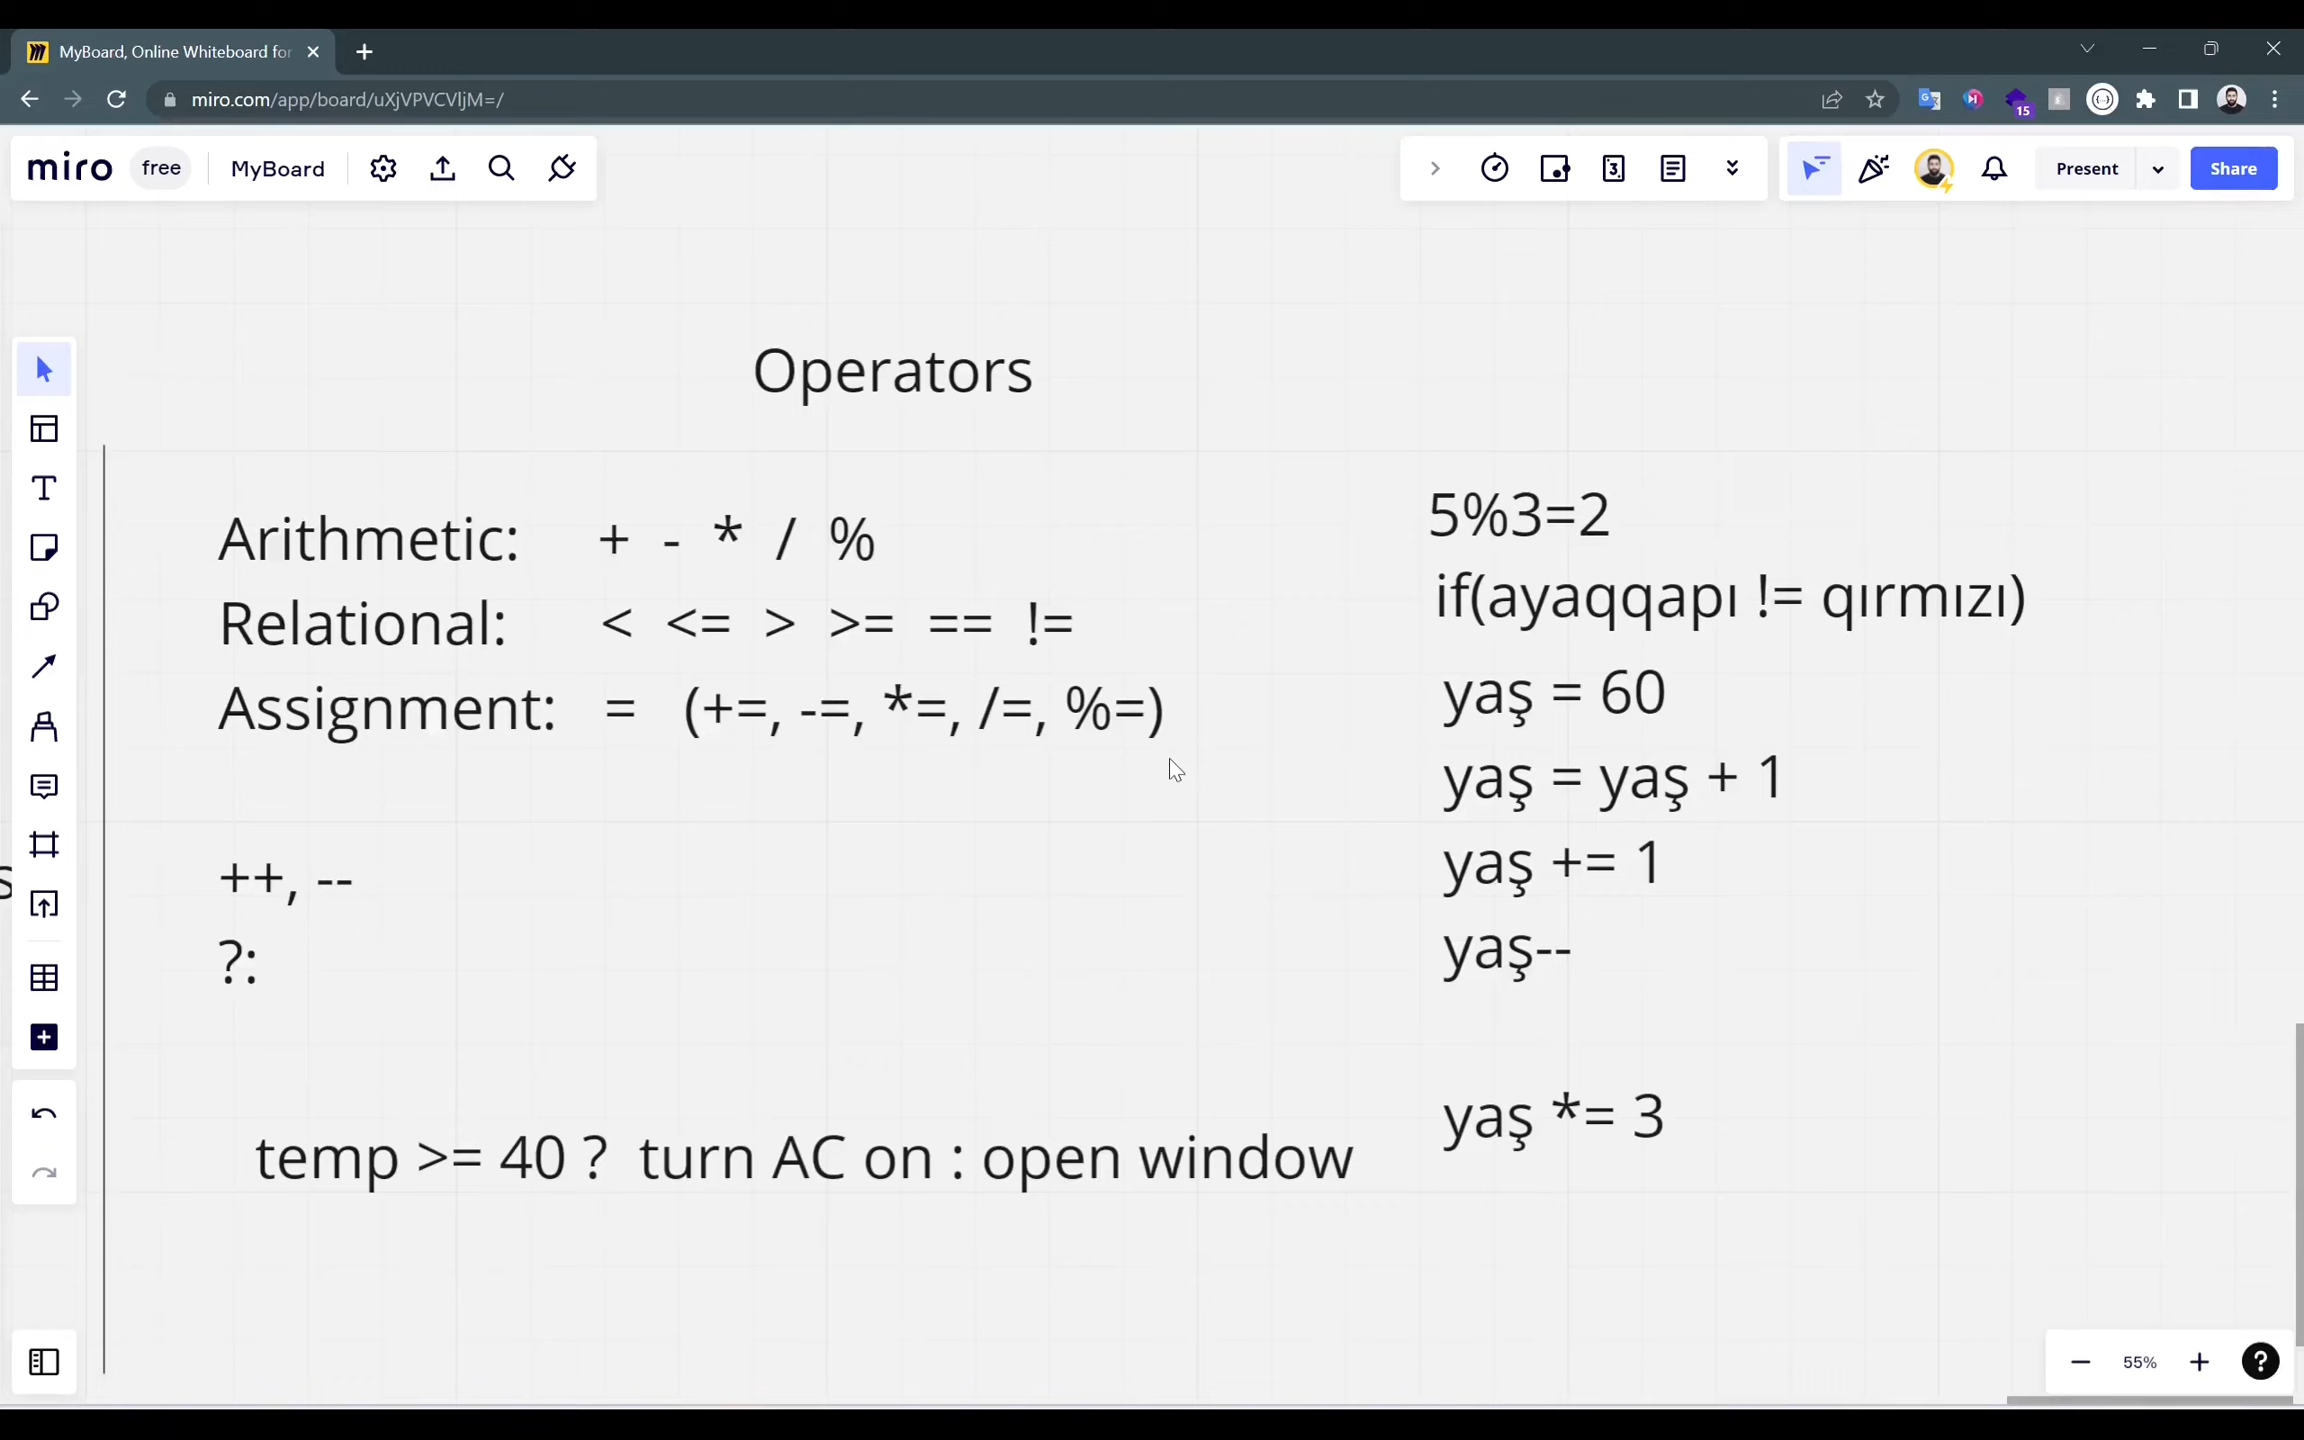 MyBoard, Online Whiteboard for
miro.com/app/board/uXjVPVCVljM=/
15
miro free MyBoard
3
Present
Share
Operators
Arithmetic: + - * / %
Relational: < <= > >= == !=
Assignment: = (+=, -=, *=, /=, %=)
++, --
?:
temp >= 40 ? turn AC on : open window
5%3=2
if(ayaqqapı != qırmızı)
yaş = 60
yaş = yaş + 1
yaş += 1
yaş--
yaş *= 3
s
55%